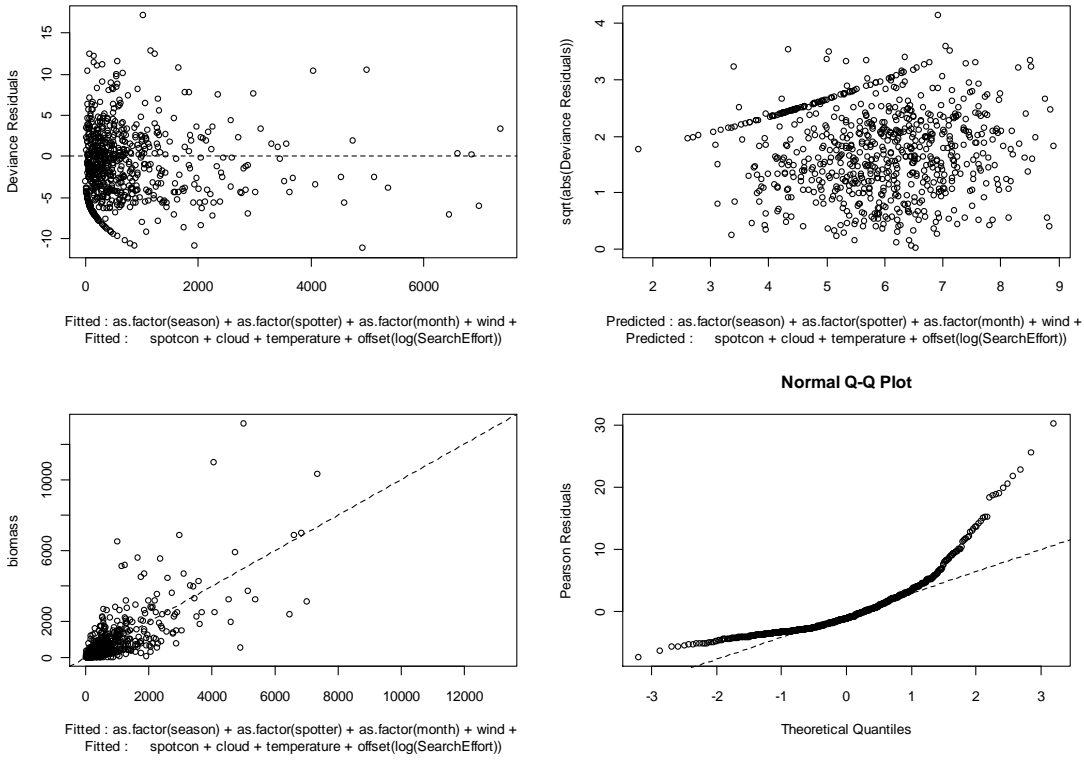 Deviance Residuals
15
10
5
0
-5
-10
0 2000 4000 6000
Fitted : as.factor(season) + as.factor(spotter) + as.factor(month) + wind +
Fitted : spotcon + cloud + temperature + offset(log(SearchEffort))
sqrt(abs(Deviance Residuals))
4
3
2
1
0
2 3 4 5 6 7 8 9
Predicted : as.factor(season) + as.factor(spotter) + as.factor(month) + wind +
Predicted : spotcon + cloud + temperature + offset(log(SearchEffort))
biomass
10000
6000
2000
0
0 2000 4000 6000 8000 10000 12000
Fitted : as.factor(season) + as.factor(spotter) + as.factor(month) + wind +
Fitted : spotcon + cloud + temperature + offset(log(SearchEffort))
Normal Q-Q Plot
Pearson Residuals
30
20
10
0
-3 -2 -1 0 1 2 3
Theoretical Quantiles